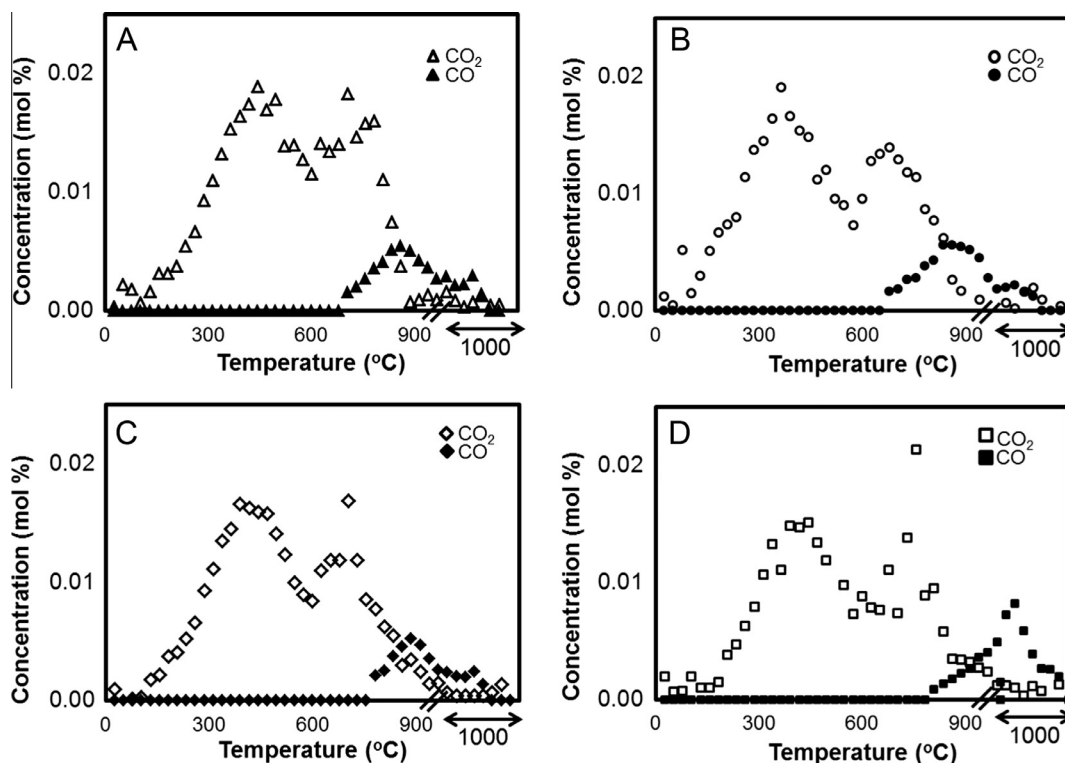 A
CO2
CO
Concentration (mol %)
0.02
0.01
0.00
300
600
900
1000
Temperature (oC)
B
CO2
CO
Concentration (mol %)
0.02
0.01
0.00
0
300
600
900
1000
Temperature (oC)
C
CO2
CO
Concentration (mol %)
0.02
0.01
0.00
0
300
600
900
1000
Temperature (oC)
D
CO2
CO
Concentration (mol %)
0.02
0.01
0.00
0
300
600
900
1000
Temperature (oC)